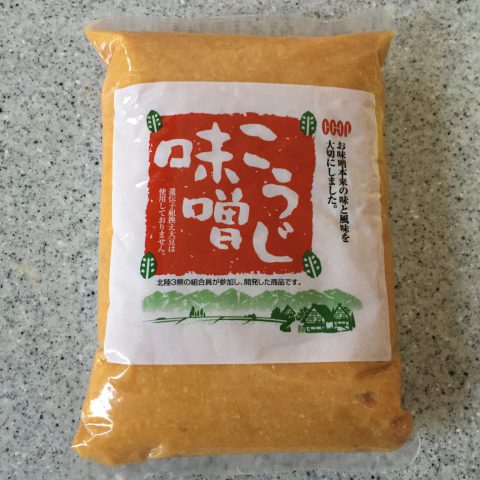 COOP
お味噌本来の味と風味を
大切にしました。
こうじ
味噌
遺伝子組換え大豆は
使用しておりません。
北陸3県の組合員が参加し、開発した商品です。